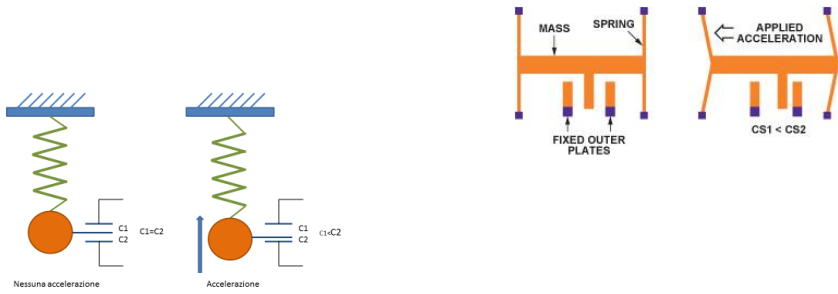 C1
C2
C1=C2
Nessuna accelerazione
C1
C2
C1<C2
Accelerazione
MASS
SPRING
FIXED OUTER
PLATES
APPLIED
ACCELERATION
CS1 < CS2